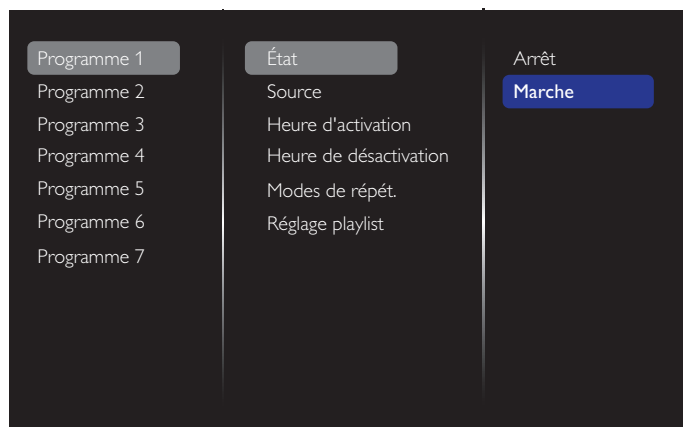 Programme 1
Programme 2
Programme 3
Programme 4
Programme 5
Programme 6
Programme 7
État
Source
Heure d'activation
Heure de désactivation
Modes de répét.
Réglage playlist
Arrêt
Marche